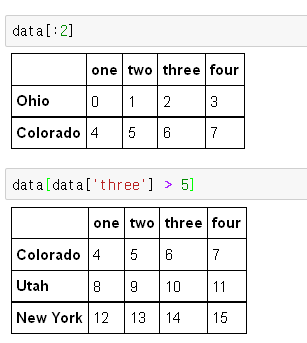 data[:2]
one two three four
Ohio 0 1 2 3
Colorado 4 5 6 7
data[data['three'] > 5]
one two three four
Colorado 4 5 6 7
Utah 8 9 10 11
New York 12 13 14 15